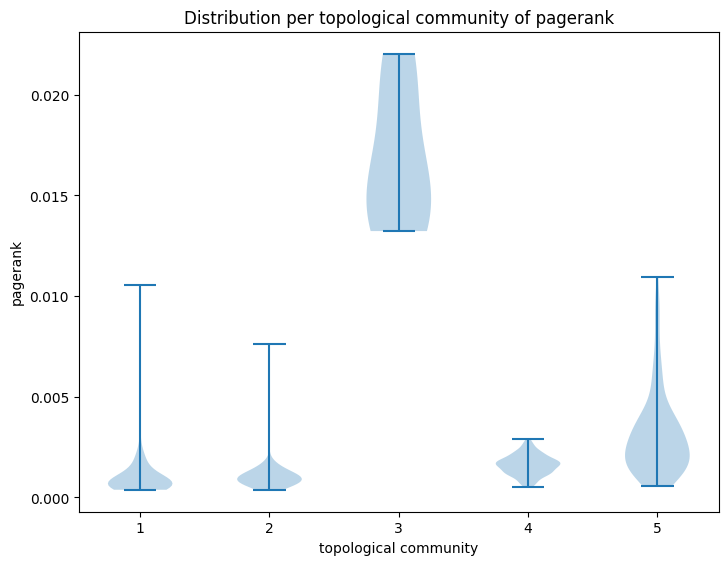 Distribution per topological community of pagerank
pagerank
0.020
0.015
0.010
0.005
0.000
1 2 3 4 5
topological community